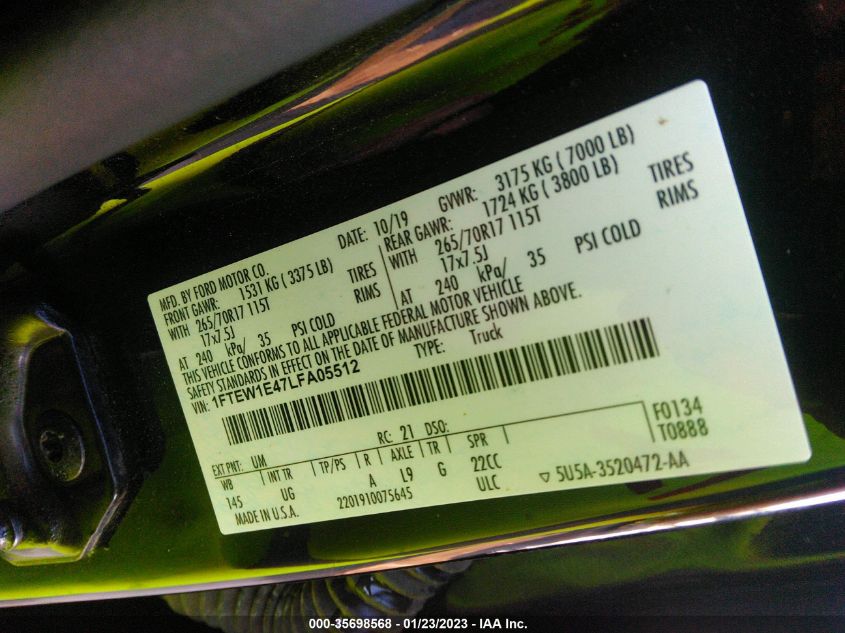 MFD. BY FORD MOTOR CO. DATE: 10/19 GVWR: 3175 KG ( 7000 LB)
FRONT GAWR: 1531 KG ( 3375 LB) REAR GAWR: 1724 KG ( 3800 LB)
WITH 265/70R17 115T TIRES WITH 265/70R17 115T TIRES
17x7.5J RIMS 17x7.5J RIMS
AT 240 kPa/ 35 PSI COLD AT 240 kPa/ 35 PSI COLD
THIS VEHICLE CONFORMS TO ALL APPLICABLE FEDERAL MOTOR VEHICLE
SAFETY STANDARDS IN EFFECT ON THE DATE OF MANUFACTURE SHOWN ABOVE.
VIN: 1FTEW1E47LFA05512 TYPE: Truck
EXT PNT: UM RC: 21 DSO: F0134
WB INT TR TP/PS R AXLE TR SPR T0888
145 UG A L9 G 22CC
MADE IN U.S.A. 2201910075645 ULC ▽ 5U5A-3520472-AA
000-35698568 - 01/23/2023 - IAA Inc.